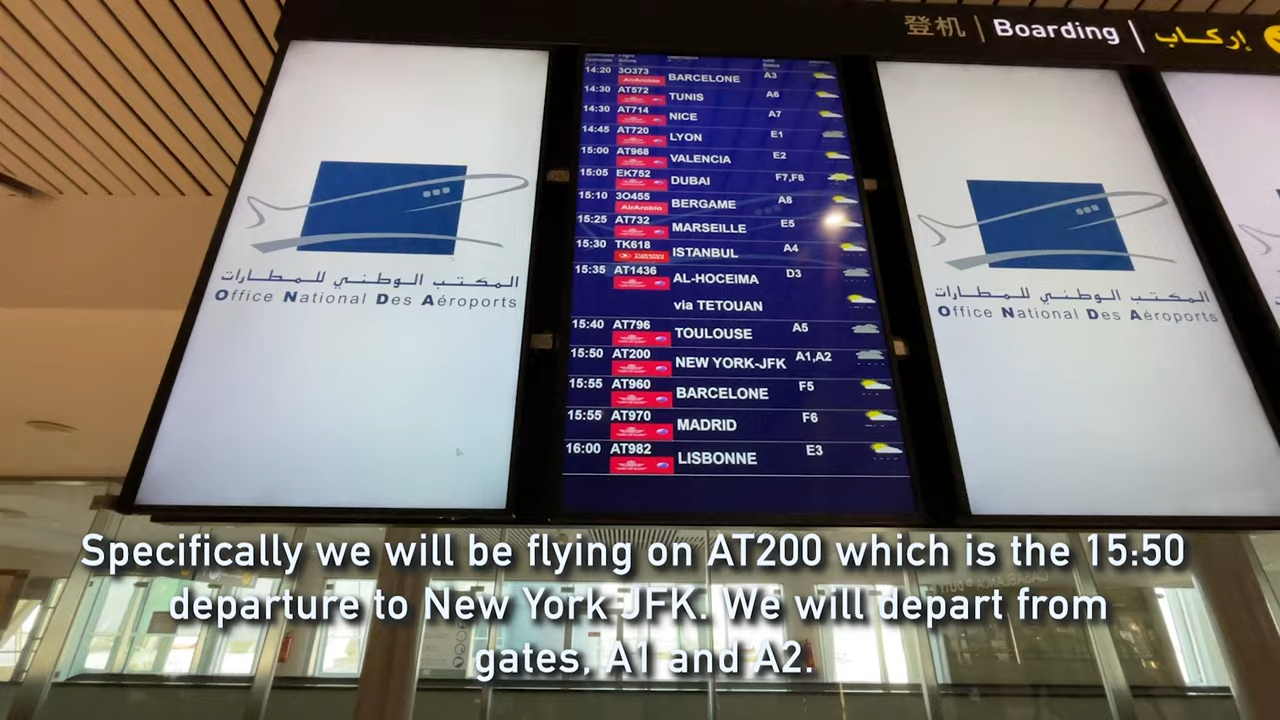 登机 | Boarding | إركاب
14:20 3O373 BARCELONE A3
AirArabia
14:30 AT572 TUNIS A6
14:30 AT714 NICE A7
14:45 AT720 LYON E1
15:00 AT968 VALENCIA E2
15:05 EK752 DUBAI F7,F8
15:10 3O455 BERGAME A8
AirArabia
15:25 AT732 MARSEILLE E5
15:30 TK618 ISTANBUL A4
TURKISH AIRLINES
15:35 AT1436 AL-HOCEIMA D3
via TETOUAN
15:40 AT796 TOULOUSE A5
15:50 AT200 NEW YORK-JFK A1,A2
15:55 AT960 BARCELONE F5
15:55 AT970 MADRID F6
16:00 AT982 LISBONNE E3
المكتب الوطني للمطارات
Office National Des Aéroports
المكتب الوطني للمطارات
Office National Des Aéroports
Specifically we will be flying on AT200 which is the 15:50
departure to New York JFK. We will depart from
gates, A1 and A2.